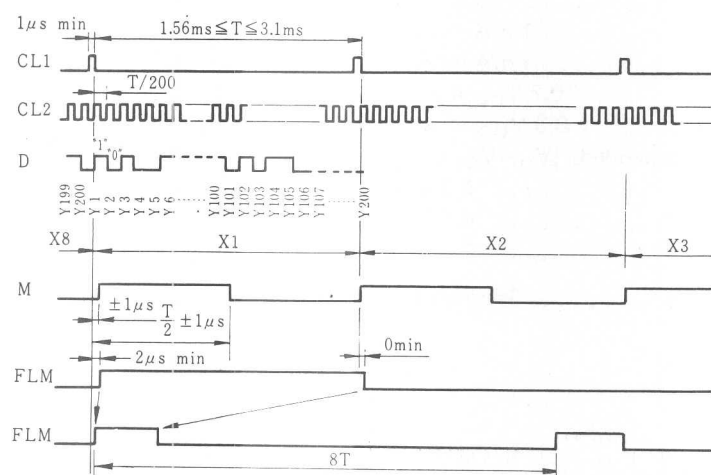 1μs min
1.56ms≦T≦3.1ms
CL1
T/200
CL2
"1" "0"
D
Y199 Y200 Y1 Y2 Y3 Y4 Y5 Y6 Y100 Y101 Y102 Y103 Y104 Y105 Y106 Y107 Y200
X8 X1 X2 X3
M
±1μs
T/2 ±1μs
2μs min
0min
FLM
FLM
8T